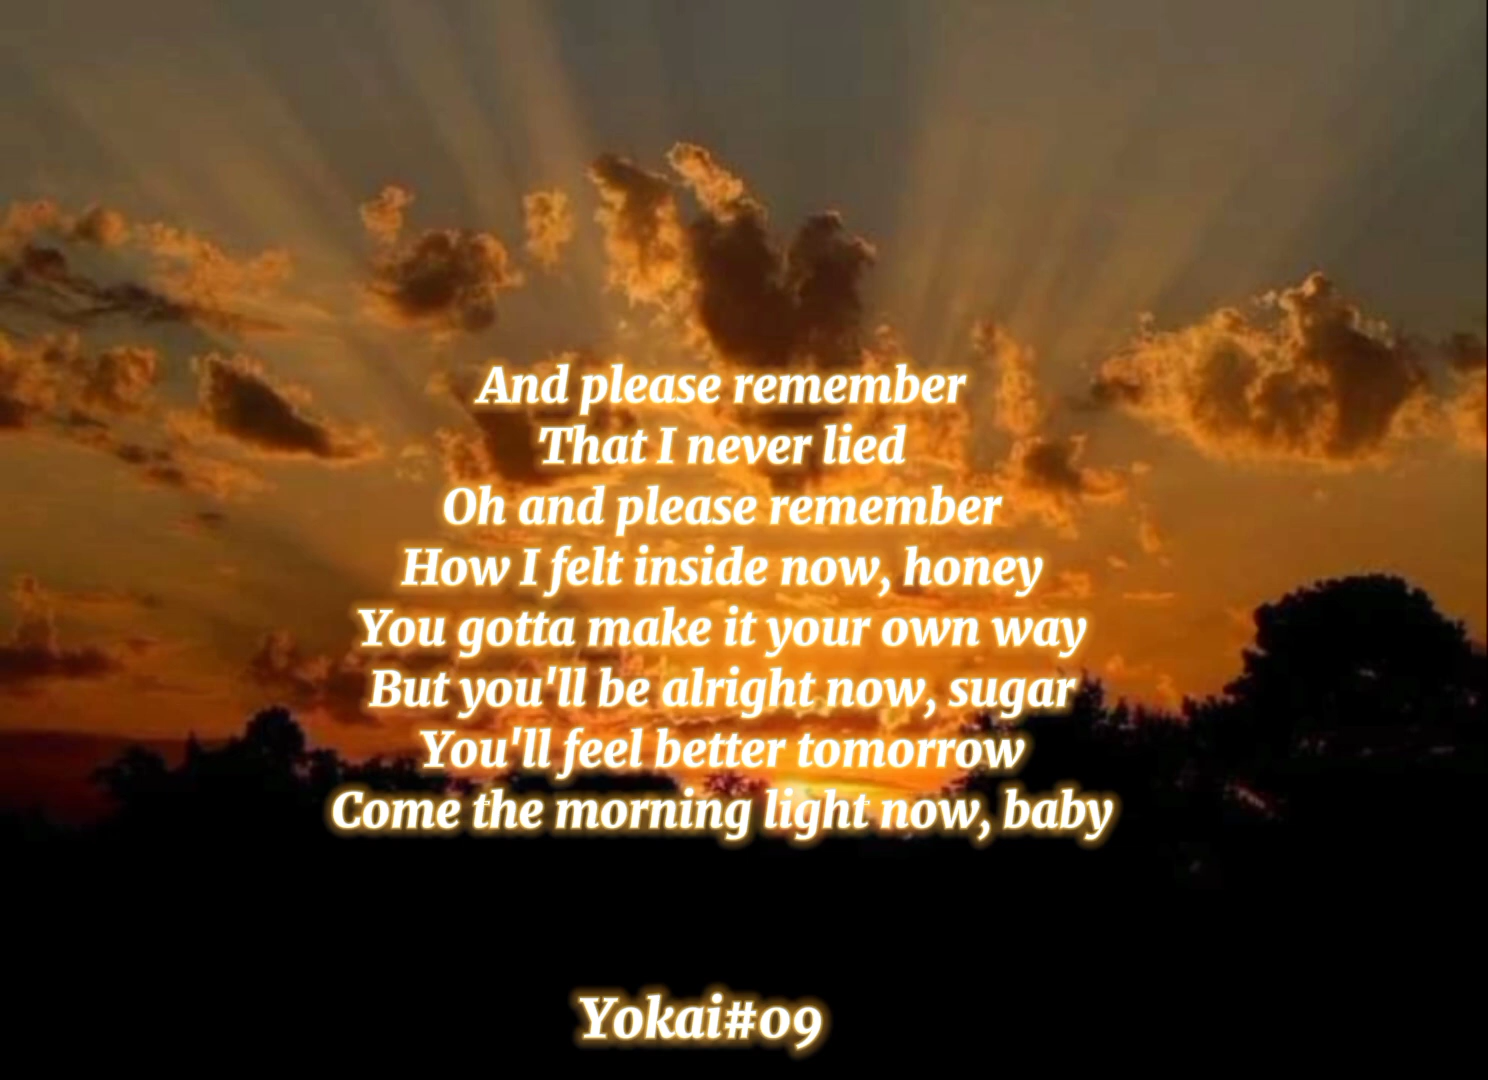 And please remember
That I never lied
Oh and please remember
How I felt inside now, honey
You gotta make it your own way
But you'll be alright now, sugar
You'll feel better tomorrow
Come the morning light now, baby
Yokai#09